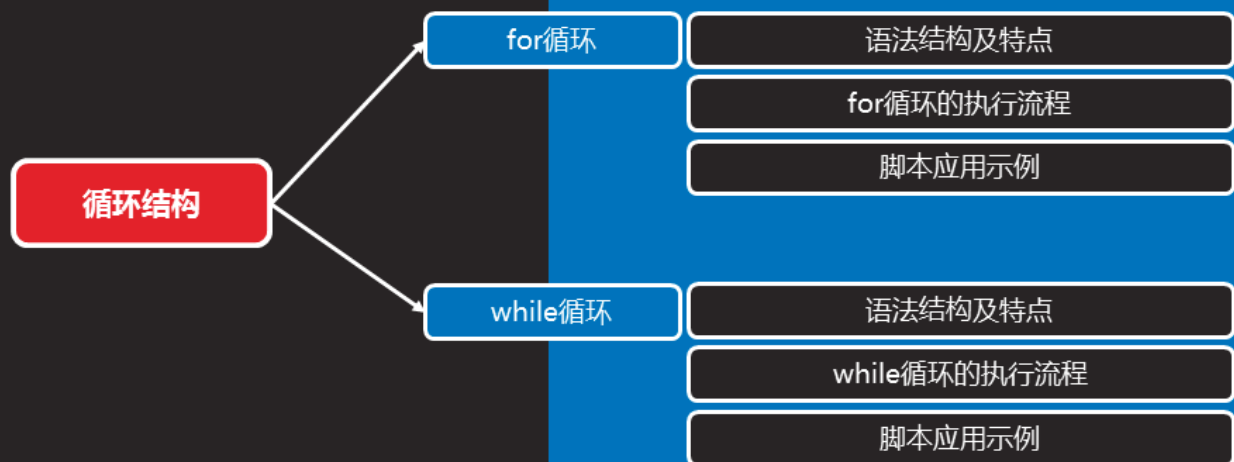 循环结构
for循环
语法结构及特点
for循环的执行流程
脚本应用示例
while循环
语法结构及特点
while循环的执行流程
脚本应用示例